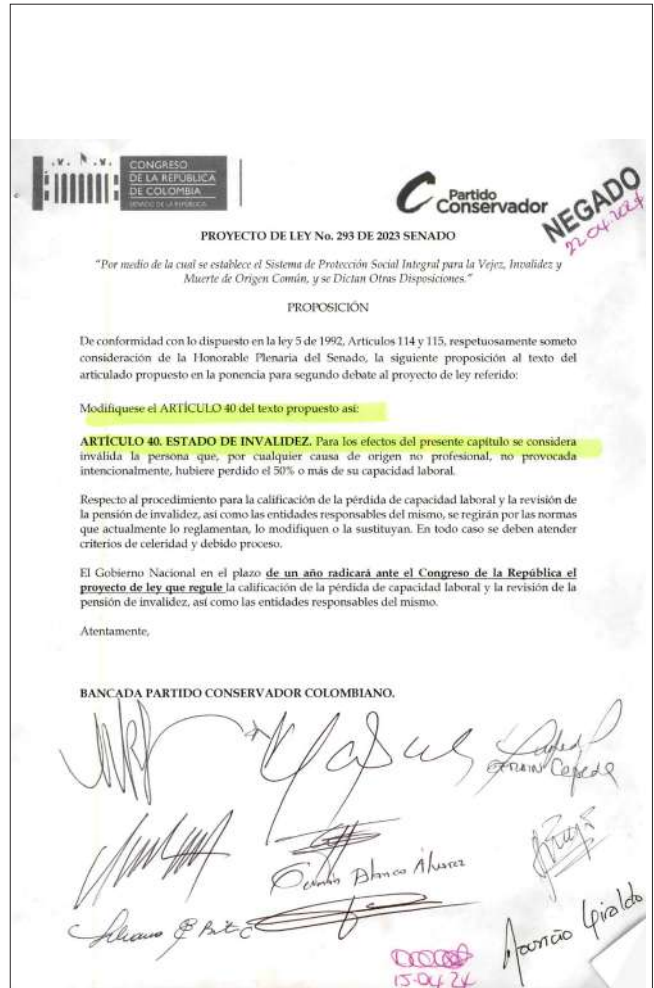 CONGRESO
DE LA REPÚBLICA
DE COLOMBIA
SENADO DE LA REPÚBLICA
Partido
Conservador
NEGADO
22.04.2024
PROYECTO DE LEY No. 293 DE 2023 SENADO
"Por medio de la cual se establece el Sistema de Protección Social Integral para la Vejez, Invalidez y
Muerte de Origen Común, y se Dictan Otras Disposiciones."
PROPOSICIÓN
De conformidad con lo dispuesto en la ley 5 de 1992, Artículos 114 y 115, respetuosamente someto
consideración de la Honorable Plenaria del Senado, la siguiente proposición al texto del
articulado propuesto en la ponencia para segundo debate al proyecto de ley referido:
Modifiquese el ARTÍCULO 40 del texto propuesto así:
ARTÍCULO 40. ESTADO DE INVALIDEZ. Para los efectos del presente capítulo se considera
inválida la persona que, por cualquier causa de origen no profesional, no provocada
intencionalmente, hubiere perdido el 50% o más de su capacidad laboral.
Respecto al procedimiento para la calificación de la pérdida de capacidad laboral y la revisión de
la pensión de invalidez, así como las entidades responsables del mismo, se regirán por las normas
que actualmente lo reglamentan, lo modifiquen o la sustituyan. En todo caso se deben atender
criterios de celeridad y debido proceso.
El Gobierno Nacional en el plazo de un año radicará ante el Congreso de la República el
proyecto de ley que regule la calificación de la pérdida de capacidad laboral y la revisión de la
pensión de invalidez, así como las entidades responsables del mismo.
Atentamente,
BANCADA PARTIDO CONSERVADOR COLOMBIANO.
EFRAIN Cepeda
Germán Blanco Álvarez
Mauricio Giraldo
15-04-24